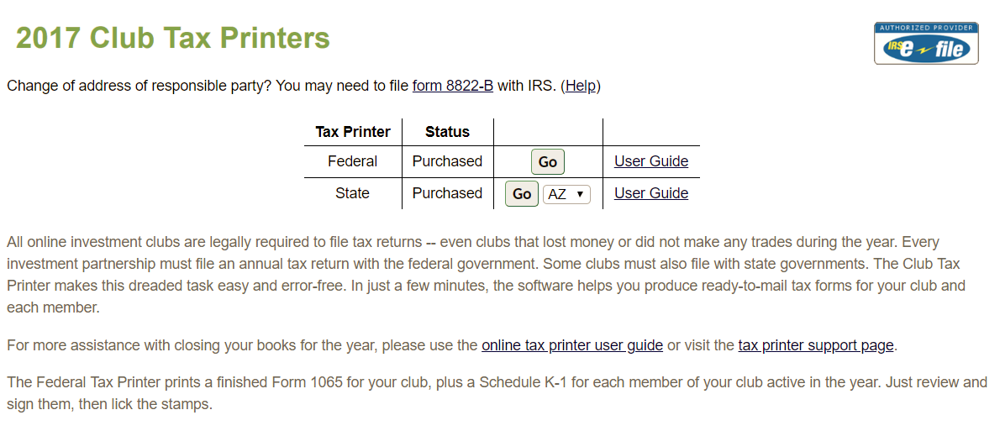 2017 Club Tax Printers
AUTHORIZED PROVIDER
IRS e file
Change of address of responsible party? You may need to file form 8822-B with IRS. (Help)
Tax Printer Status
Federal Purchased Go User Guide
State Purchased Go AZ ▼ User Guide
All online investment clubs are legally required to file tax returns -- even clubs that lost money or did not make any trades during the year. Every
investment partnership must file an annual tax return with the federal government. Some clubs must also file with state governments. The Club Tax
Printer makes this dreaded task easy and error-free. In just a few minutes, the software helps you produce ready-to-mail tax forms for your club and
each member.
For more assistance with closing your books for the year, please use the online tax printer user guide or visit the tax printer support page.
The Federal Tax Printer prints a finished Form 1065 for your club, plus a Schedule K-1 for each member of your club active in the year. Just review and
sign them, then lick the stamps.